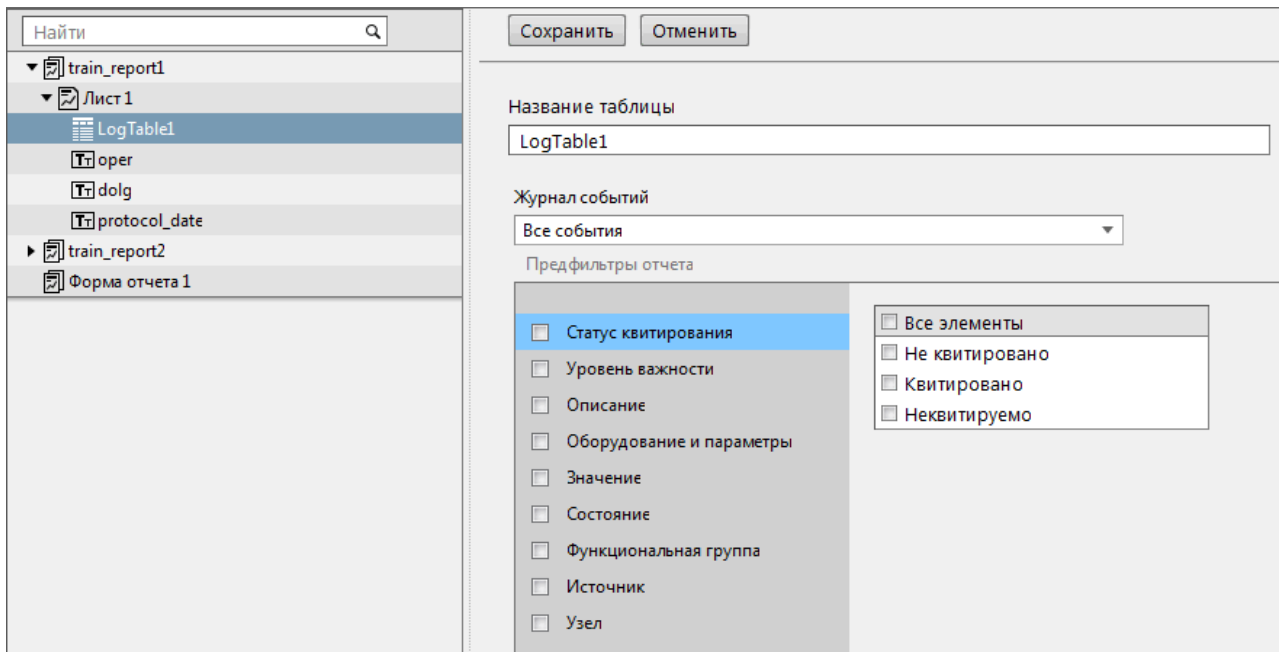 Найти
train_report1
Лист 1
LogTable1
oper
dolg
protocol_date
train_report2
Форма отчета 1
Сохранить Отменить
Название таблицы
LogTable1
Журнал событий
Все события
Предфильтры отчета
Статус квитирования
Уровень важности
Описание
Оборудование и параметры
Значение
Состояние
Функциональная группа
Источник
Узел
Все элементы
Не квитировано
Квитировано
Неквитируемо